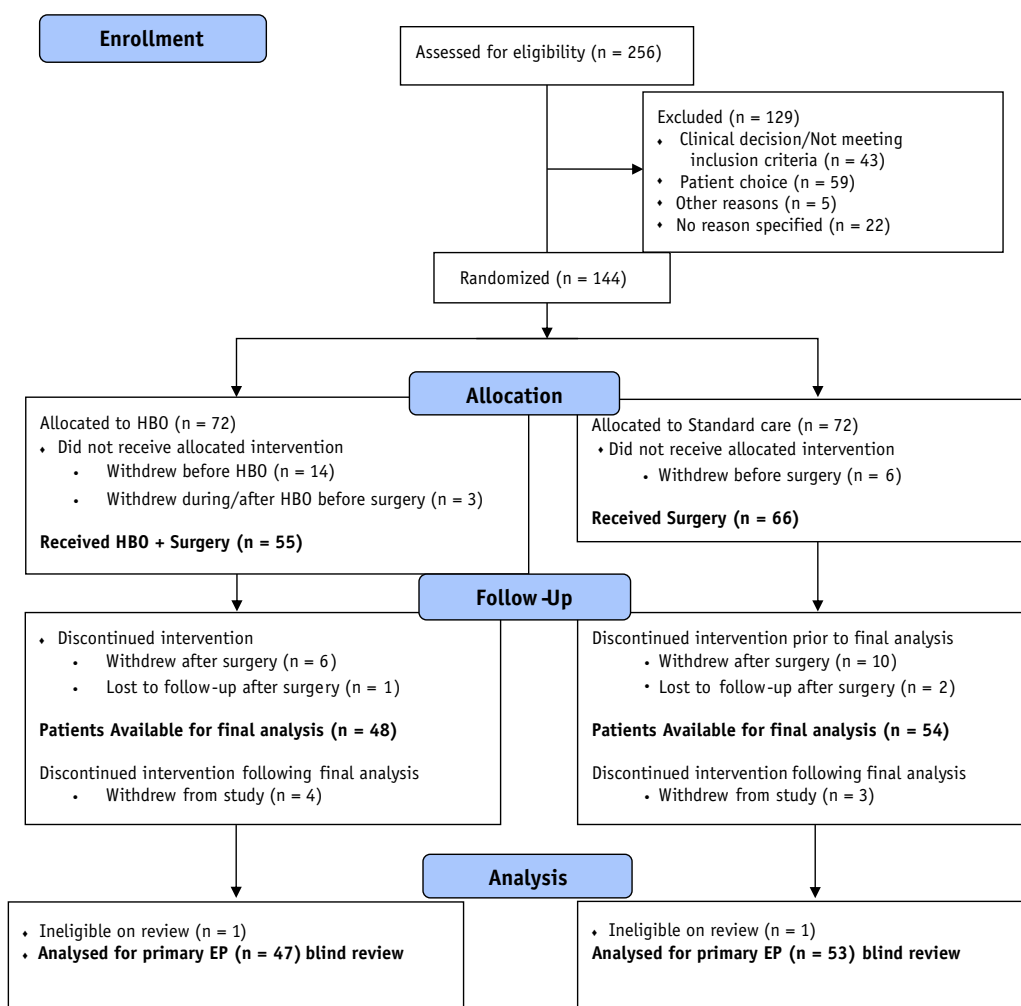 Enrollment
Assessed for eligibility (n = 256)
Excluded (n = 129)
⬧ Clinical decision/Not meeting
inclusion criteria (n = 43)
⬧ Patient choice (n = 59)
⬧ Other reasons (n = 5)
⬧ No reason specified (n = 22)
Randomized (n = 144)
Allocation
Allocated to HBO (n = 72)
⬧ Did not receive allocated intervention
• Withdrew before HBO (n = 14)
• Withdrew during/after HBO before surgery (n = 3)
Received HBO + Surgery (n = 55)
Allocated to Standard care (n = 72)
⬧ Did not receive allocated intervention
• Withdrew before surgery (n = 6)
Received Surgery (n = 66)
Follow-Up
⬧ Discontinued intervention
• Withdrew after surgery (n = 6)
• Lost to follow-up after surgery (n = 1)
Patients Available for final analysis (n = 48)
Discontinued intervention following final analysis
• Withdrew from study (n = 4)
Discontinued intervention prior to final analysis
• Withdrew after surgery (n = 10)
• Lost to follow-up after surgery (n = 2)
Patients Available for final analysis (n = 54)
Discontinued intervention following final analysis
• Withdrew from study (n = 3)
Analysis
⬧ Ineligible on review (n = 1)
⬧ Analysed for primary EP (n = 47) blind review
⬧ Ineligible on review (n = 1)
Analysed for primary EP (n = 53) blind review